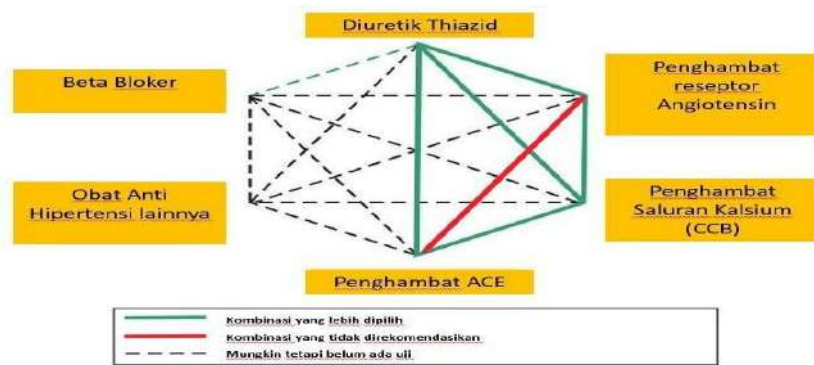 Diuretik Thiazid
Beta Bloker
Penghambat
reseptor
Angiotensin
Obat Anti
Hipertensi lainnya
Penghambat
Saluran Kalsium
(CCB)
Penghambat ACE
Kombinasi yang lebih dipilih
Kombinasi yang tidak direkomendasikan
Mungkin tetapi belum ada uji